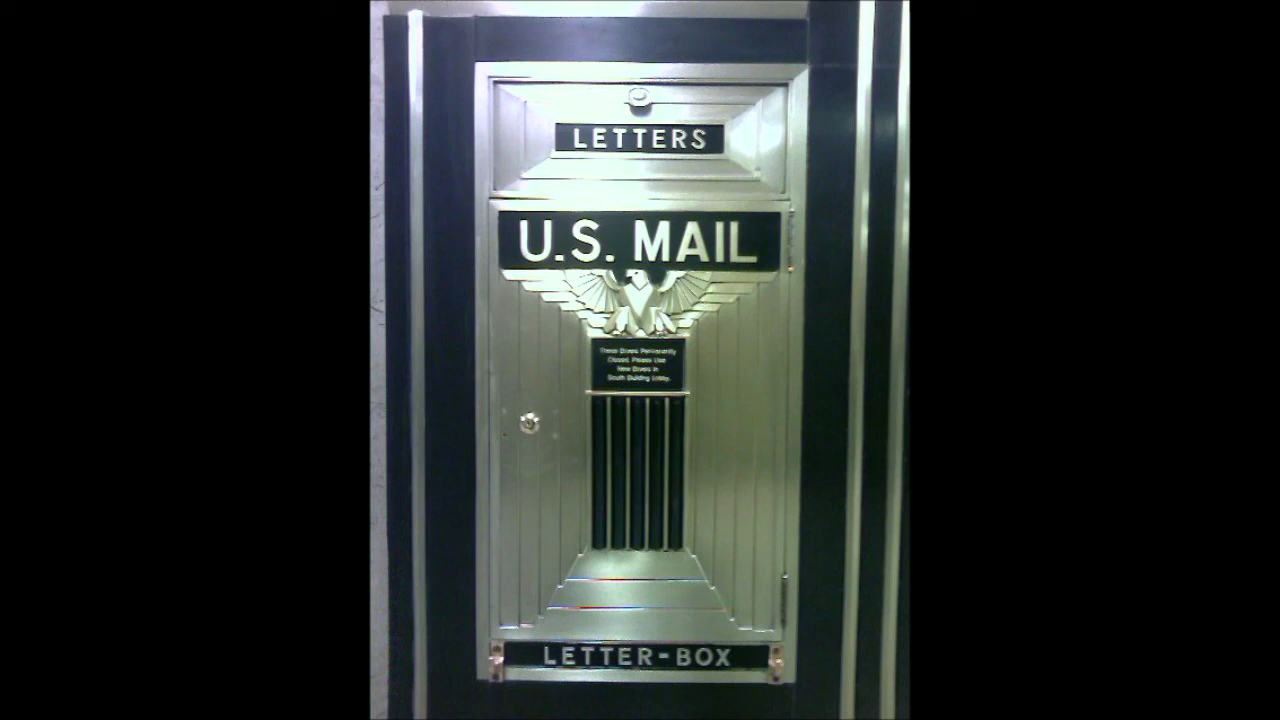 LETTERS
U.S. MAIL
These Boxes Permanently
Closed. Please Use
New Boxes In
South Building Lobby.
LETTER-BOX